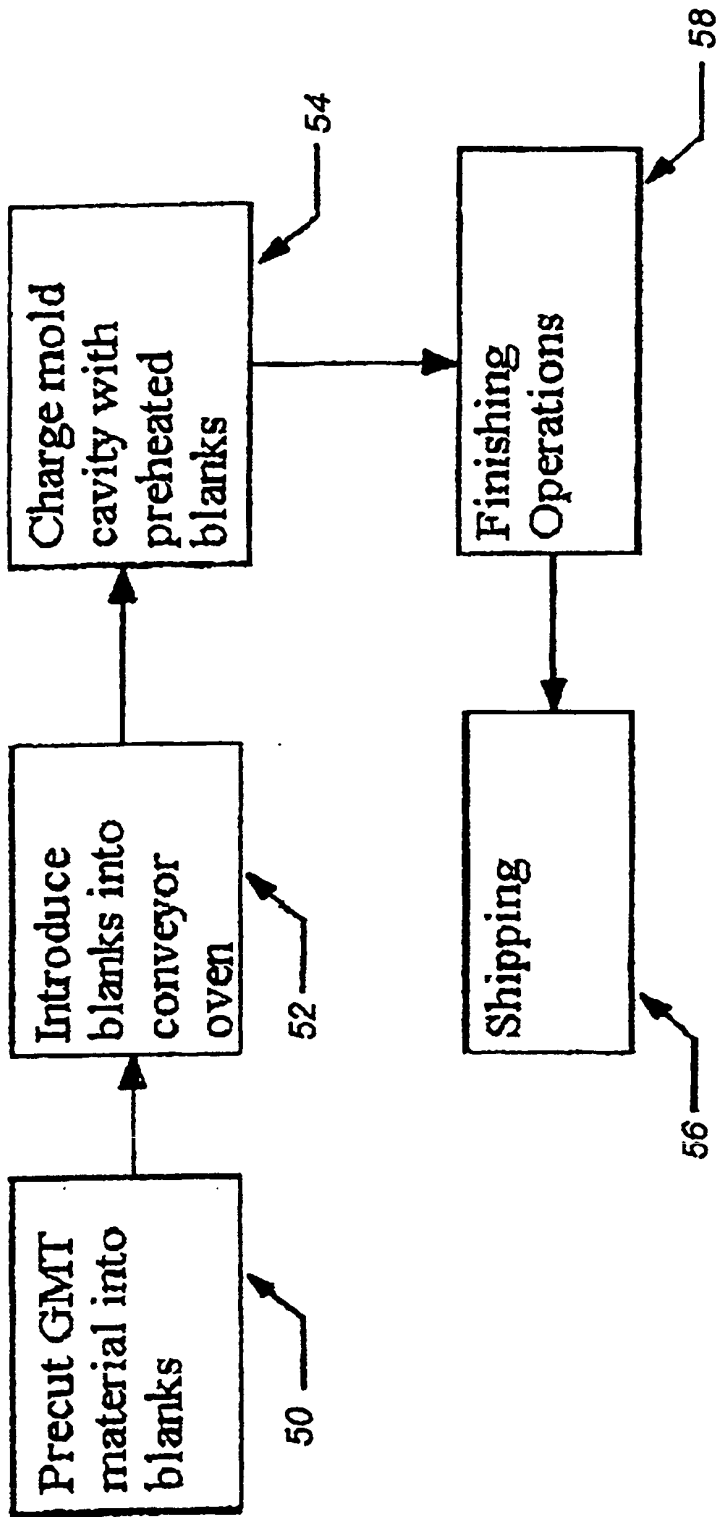 Precut GMT
material into
blanks
50
Introduce
blanks into
conveyor
oven
52
Charge mold
cavity with
preheated
blanks
54
Finishing
Operations
58
Shipping
56